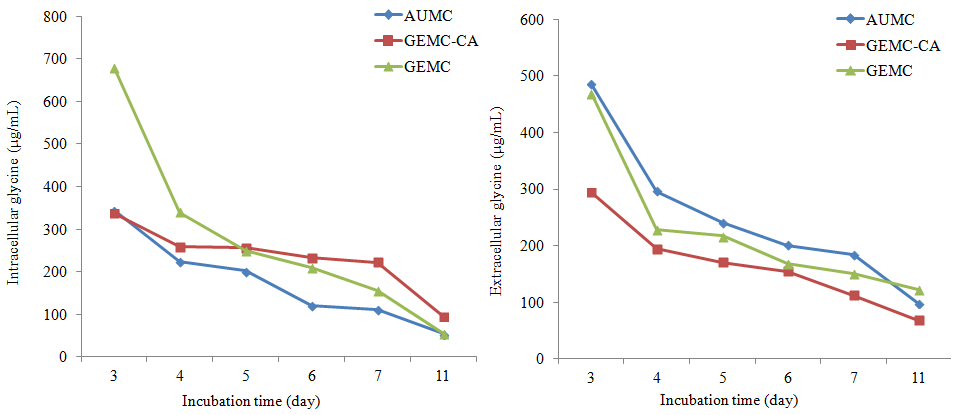 800
700
600
500
400
300
200
100
0
Intracellular glycine (µg/mL)
AUMC
GEMC-CA
GEMC
3 4 5 6 7 11
Incubation time (day)
600
500
400
300
200
100
0
Extracellular glycine (µg/mL)
AUMC
GEMC-CA
GEMC
3 4 5 6 7 11
Incubation time (day)